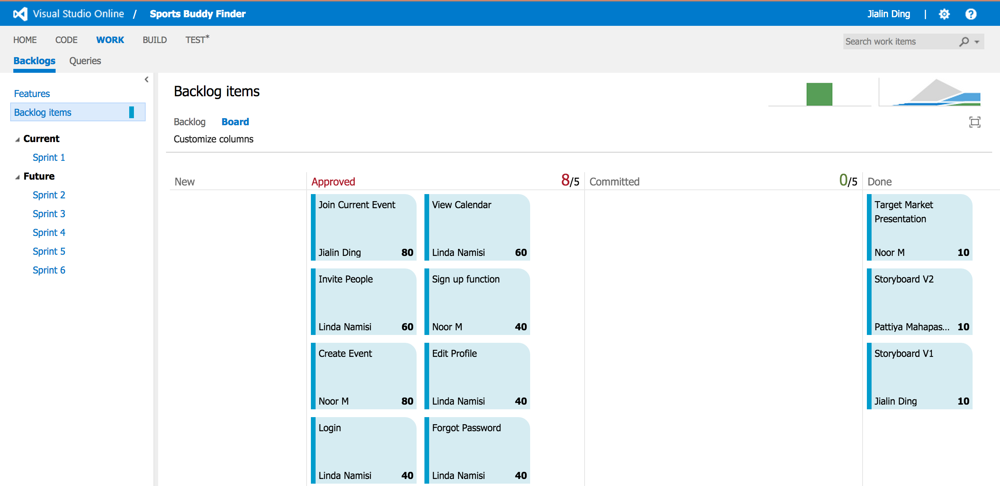 Visual Studio Online / Sports Buddy Finder Jialin Ding | ?
HOME CODE WORK BUILD TEST*
Search work items
Backlogs Queries
Features
Backlog items
Current
Sprint 1
Future
Sprint 2
Sprint 3
Sprint 4
Sprint 5
Sprint 6
Backlog items
Backlog Board
Customize columns
New
Approved 8/5
Join Current Event
Jialin Ding 80
View Calendar
Linda Namisi 60
Invite People
Linda Namisi 60
Sign up function
Noor M 40
Create Event
Noor M 80
Edit Profile
Linda Namisi 40
Login
Linda Namisi 40
Forgot Password
Linda Namisi 40
Committed 0/5
Done
Target Market
Presentation
Noor M 10
Storyboard V2
Pattiya Mahapas... 10
Storyboard V1
Jialin Ding 10